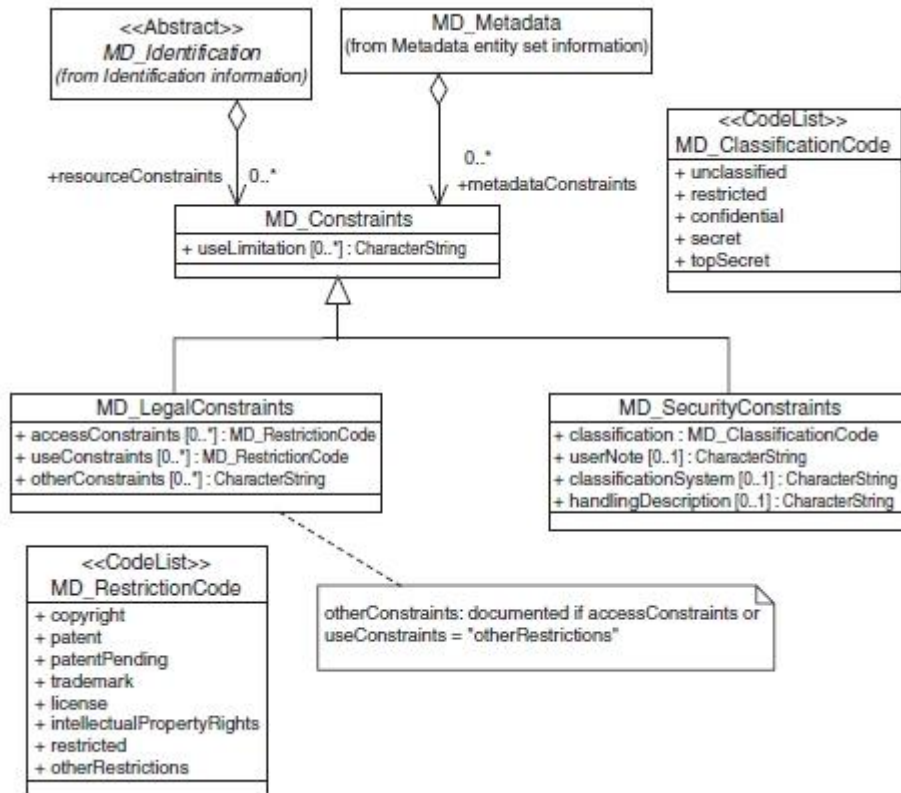 <<Abstract>>
MD_Identification
(from Identification information)
MD_Metadata
(from Metadata entity set information)
+resourceConstraints
0..*
0..*
+metadataConstraints
<<CodeList>>
MD_ClassificationCode
+ unclassified
+ restricted
+ confidential
+ secret
+ topSecret
MD_Constraints
+ useLimitation [0..*] : CharacterString
MD_LegalConstraints
+ accessConstraints [0..*] : MD_RestrictionCode
+ useConstraints [0..*] : MD_RestrictionCode
+ otherConstraints [0..*] : CharacterString
MD_SecurityConstraints
+ classification : MD_ClassificationCode
+ userNote [0..1] : CharacterString
+ classificationSystem [0..1] : CharacterString
+ handlingDescription [0..1] : CharacterString
<<CodeList>>
MD_RestrictionCode
+ copyright
+ patent
+ patentPending
+ trademark
+ license
+ intellectualPropertyRights
+ restricted
+ otherRestrictions
otherConstraints: documented if accessConstraints or
useConstraints = "otherRestrictions"